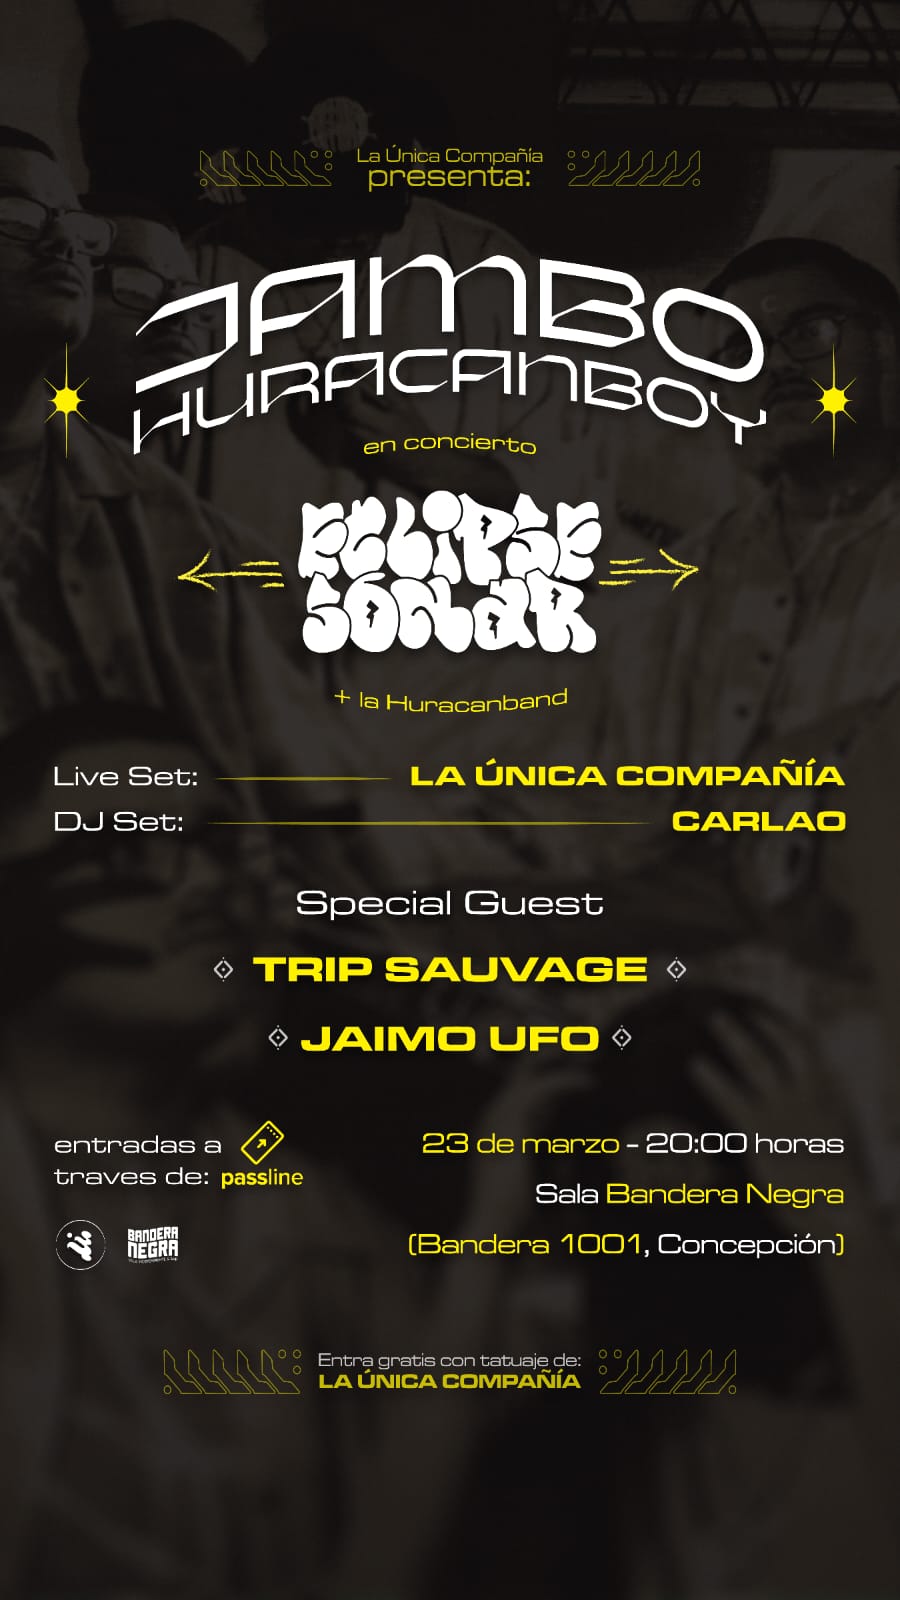 La Única Compañía
presenta:
JAMBO
HURACANBOY
en concierto
ECLIPSE
SONAR
+ la Huracanband
Live Set: LA ÚNICA COMPAÑÍA
DJ Set: CARLAO
Special Guest
TRIP SAUVAGE
JAIMO UFO
entradas a
traves de: passline
BANDERA
NEGRA
23 de marzo - 20:00 horas
Sala Bandera Negra
(Bandera 1001, Concepción)
Entra gratis con tatuaje de:
LA ÚNICA COMPAÑÍA